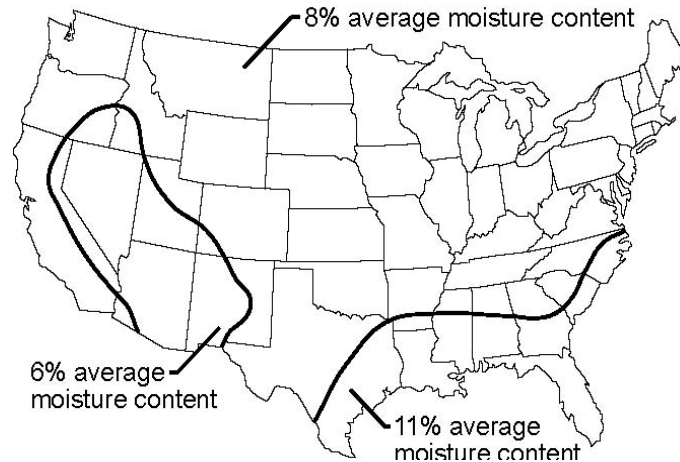 8% average moisture content
6% average
moisture content
11% average
moisture content